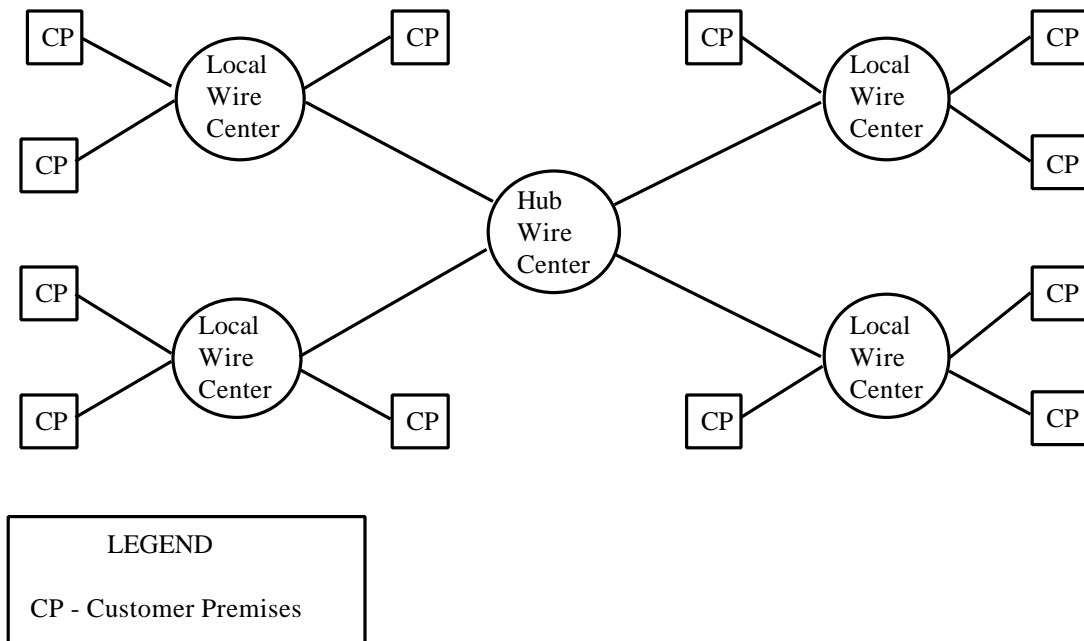 CP
CP
CP
CP
Local
Wire
Center
Local
Wire
Center
CP
CP
Hub
Wire
Center
CP
CP
Local
Wire
Center
Local
Wire
Center
CP
CP
CP
CP
LEGEND
CP - Customer Premises